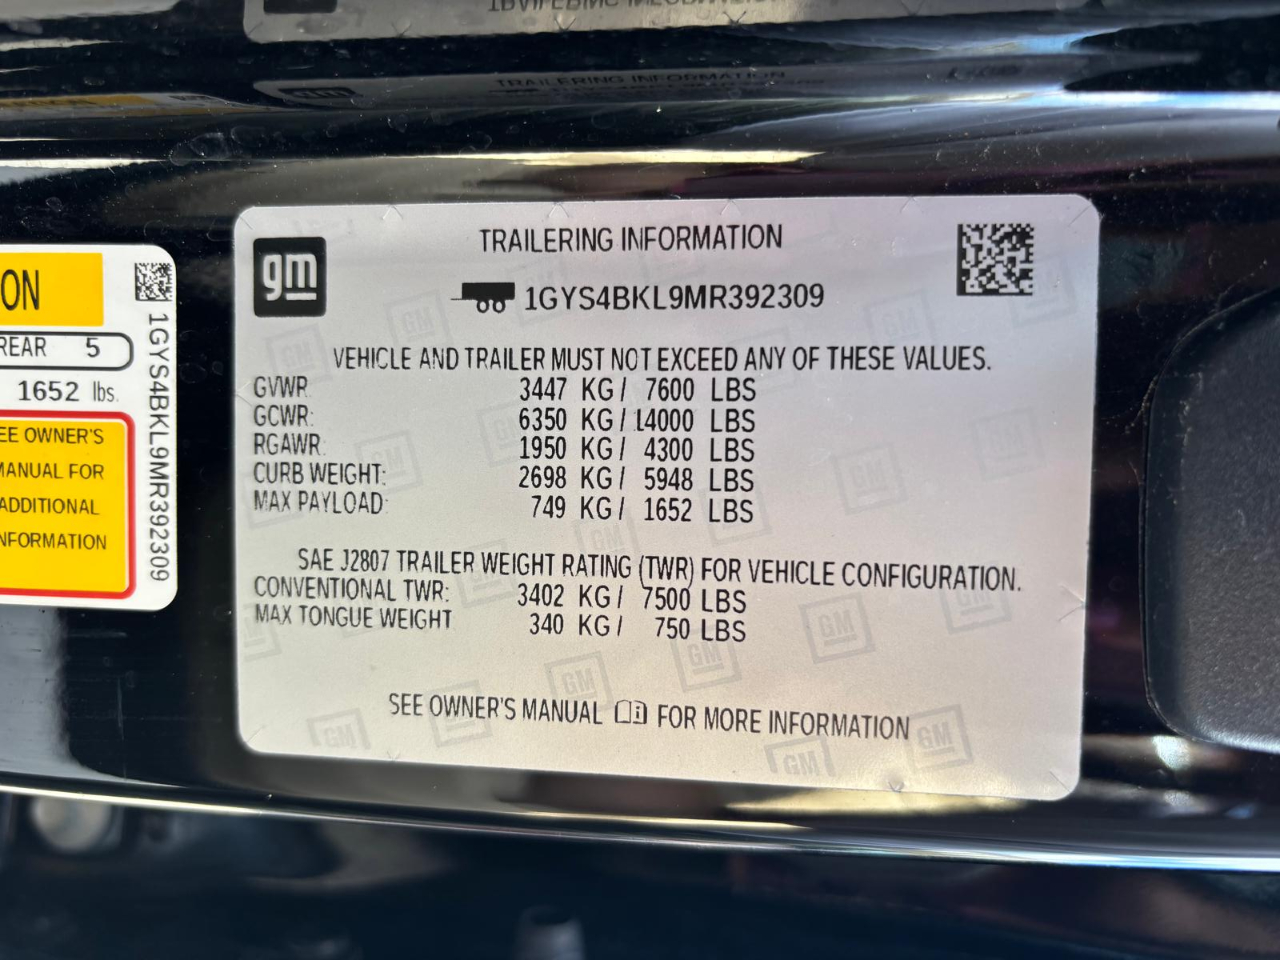 TRAILERING INFORMATION
ON
REAR 5
1652 lbs.
EE OWNER'S
MANUAL FOR
ADDITIONAL
NFORMATION
1GYS4BKL9MR392309
gm
TRAILERING INFORMATION
1GYS4BKL9MR392309
VEHICLE AND TRAILER MUST NOT EXCEED ANY OF THESE VALUES.
GVWR 3447 KG/ 7600 LBS
GCWR: 6350 KG/14000 LBS
RGAWR: 1950 KG/ 4300 LBS
CURB WEIGHT: 2698 KG/ 5948 LBS
MAX PAYLOAD: 749 KG/ 1652 LBS
SAE J2807 TRAILER WEIGHT RATING (TWR) FOR VEHICLE CONFIGURATION.
CONVENTIONAL TWR: 3402 KG/ 7500 LBS
MAX TONGUE WEIGHT 340 KG/ 750 LBS
SEE OWNER'S MANUAL FOR MORE INFORMATION